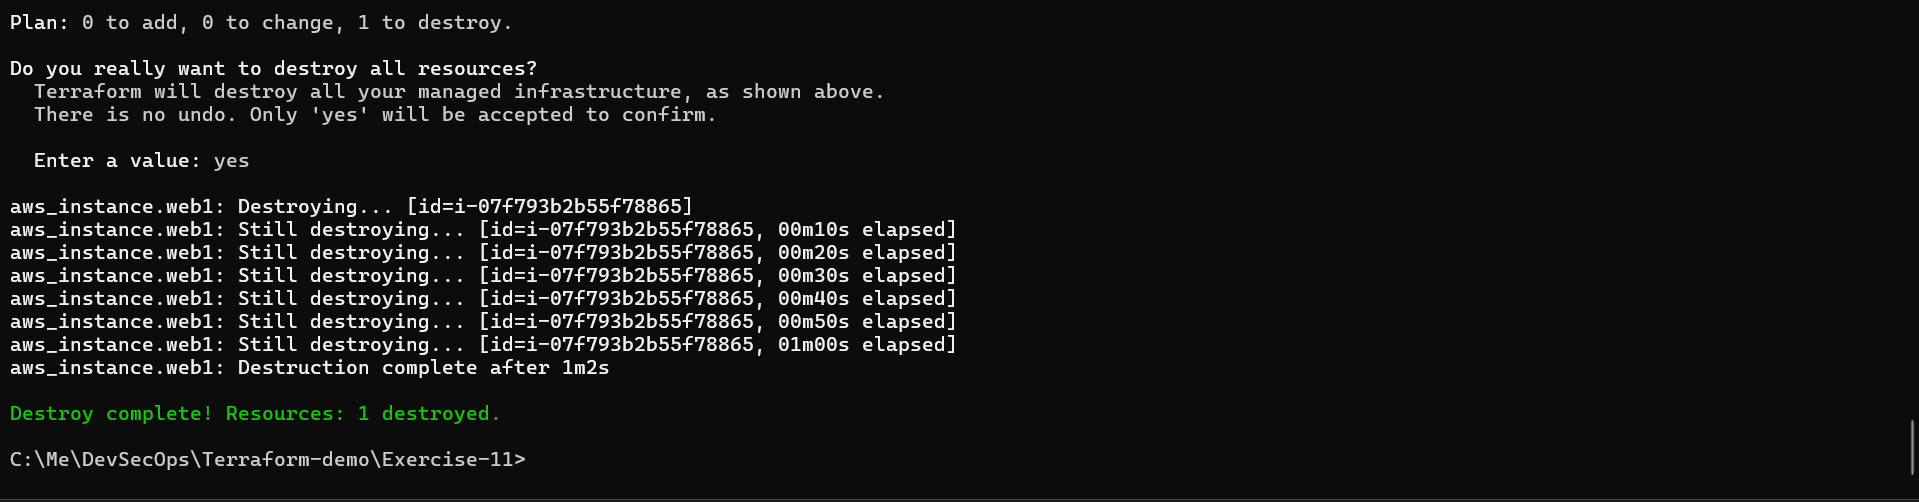 Plan: 0 to add, 0 to change, 1 to destroy.
Do you really want to destroy all resources?
Terraform will destroy all your managed infrastructure, as shown above.
There is no undo. Only 'yes' will be accepted to confirm.
Enter a value: yes
aws_instance.web1: Destroying... [id=i-07f793b2b55f78865]
aws_instance.web1: Still destroying... [id=i-07f793b2b55f78865, 00m10s elapsed]
aws_instance.web1: Still destroying... [id=i-07f793b2b55f78865, 00m20s elapsed]
aws_instance.web1: Still destroying... [id=i-07f793b2b55f78865, 00m30s elapsed]
aws_instance.web1: Still destroying... [id=i-07f793b2b55f78865, 00m40s elapsed]
aws_instance.web1: Still destroying... [id=i-07f793b2b55f78865, 00m50s elapsed]
aws_instance.web1: Still destroying... [id=i-07f793b2b55f78865, 01m00s elapsed]
aws_instance.web1: Destruction complete after 1m2s
Destroy complete! Resources: 1 destroyed.
C:\Me\DevSecOps\Terraform-demo\Exercise-11>